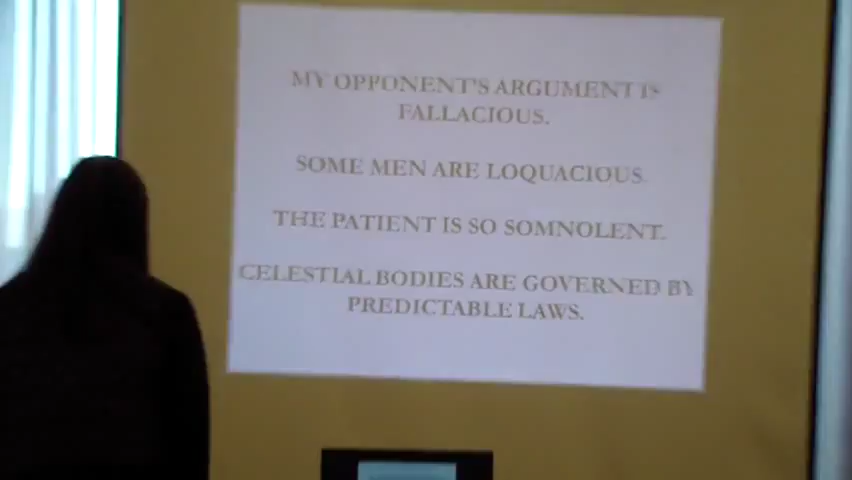 MY OPPONENT'S ARGUMENT IS
FALLACIOUS.
SOME MEN ARE LOQUACIOUS.
THE PATIENT IS SO SOMNOLENT.
CELESTIAL BODIES ARE GOVERNED BY
PREDICTABLE LAWS.